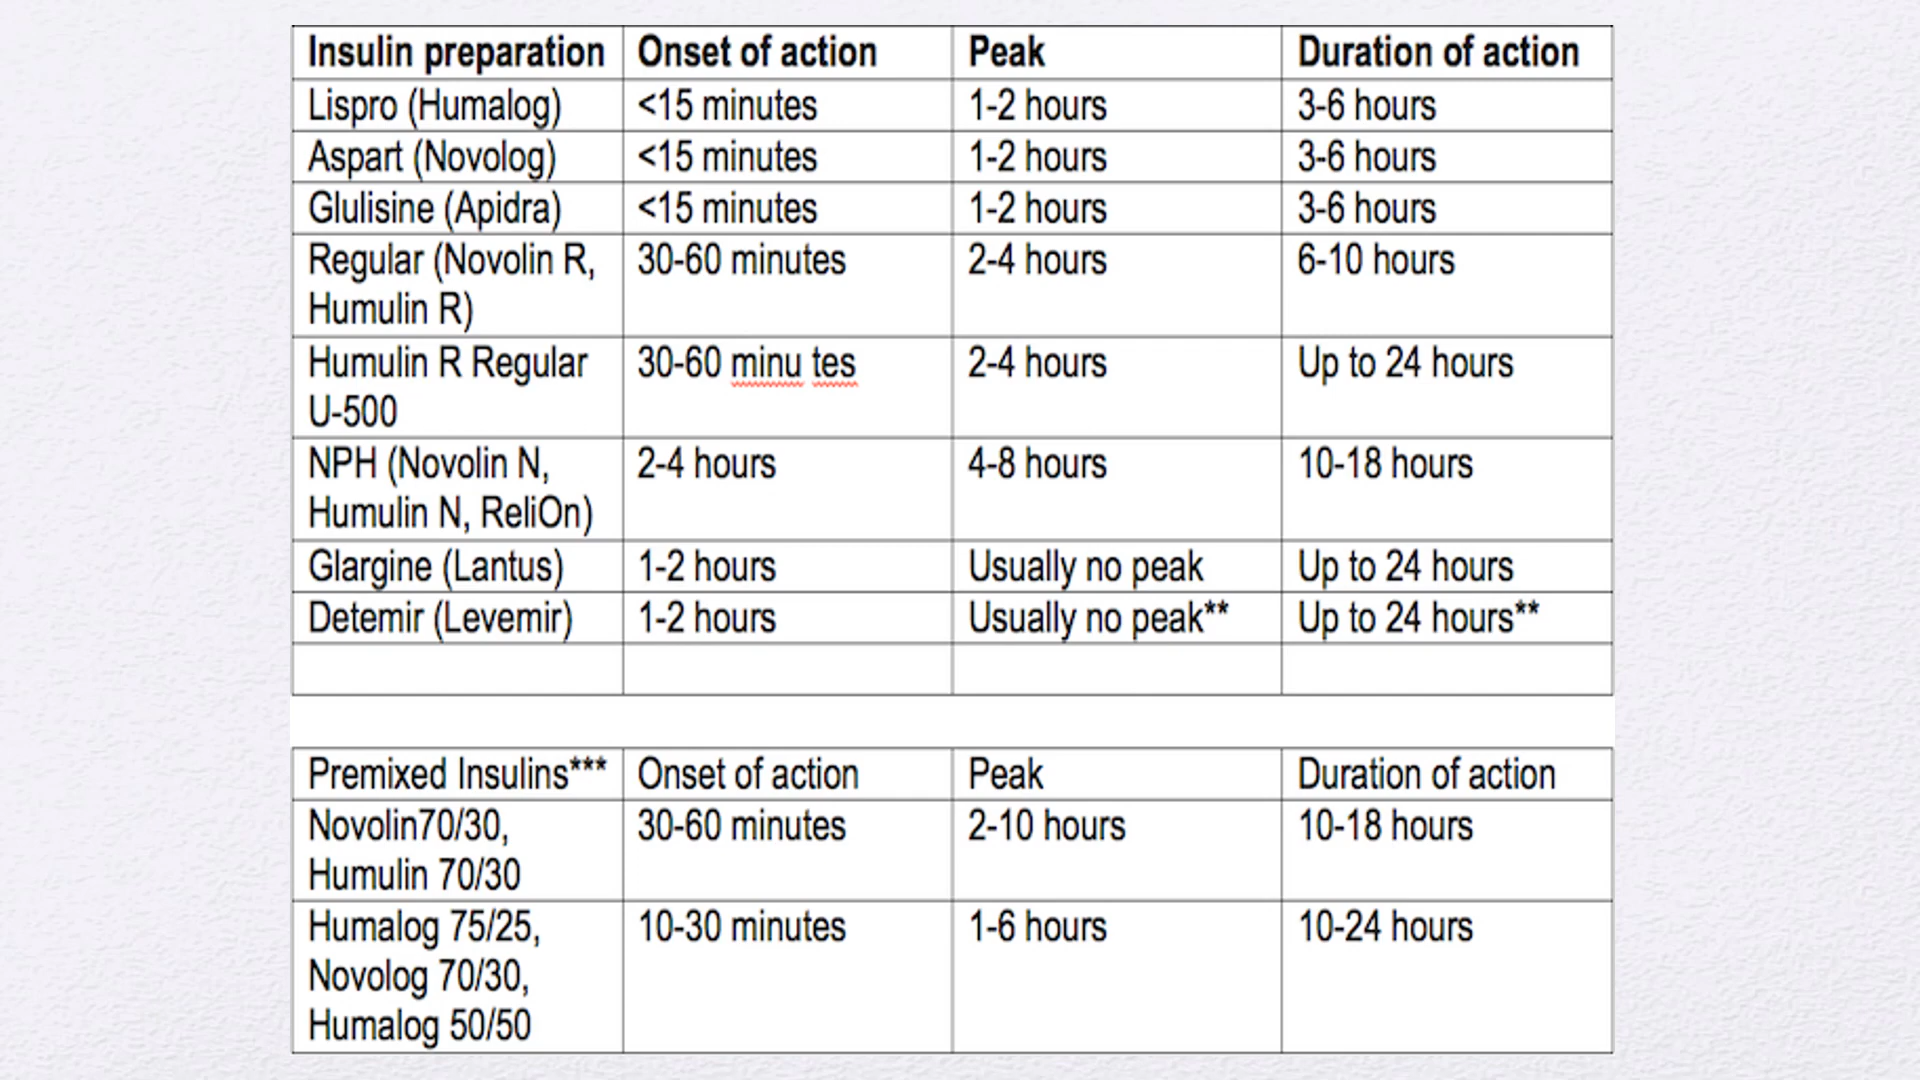 Insulin preparation Onset of action Peak Duration of action
Lispro (Humalog) <15 minutes 1-2 hours 3-6 hours
Aspart (Novolog) <15 minutes 1-2 hours 3-6 hours
Glulisine (Apidra) <15 minutes 1-2 hours 3-6 hours
Regular (Novolin R, 30-60 minutes 2-4 hours 6-10 hours
Humulin R)
Humulin R Regular 30-60 minu tes 2-4 hours Up to 24 hours
U-500
NPH (Novolin N, 2-4 hours 4-8 hours 10-18 hours
Humulin N, ReliOn)
Glargine (Lantus) 1-2 hours Usually no peak Up to 24 hours
Detemir (Levemir) 1-2 hours Usually no peak** Up to 24 hours**
Premixed Insulins*** Onset of action Peak Duration of action
Novolin70/30, 30-60 minutes 2-10 hours 10-18 hours
Humulin 70/30
Humalog 75/25, 10-30 minutes 1-6 hours 10-24 hours
Novolog 70/30,
Humalog 50/50